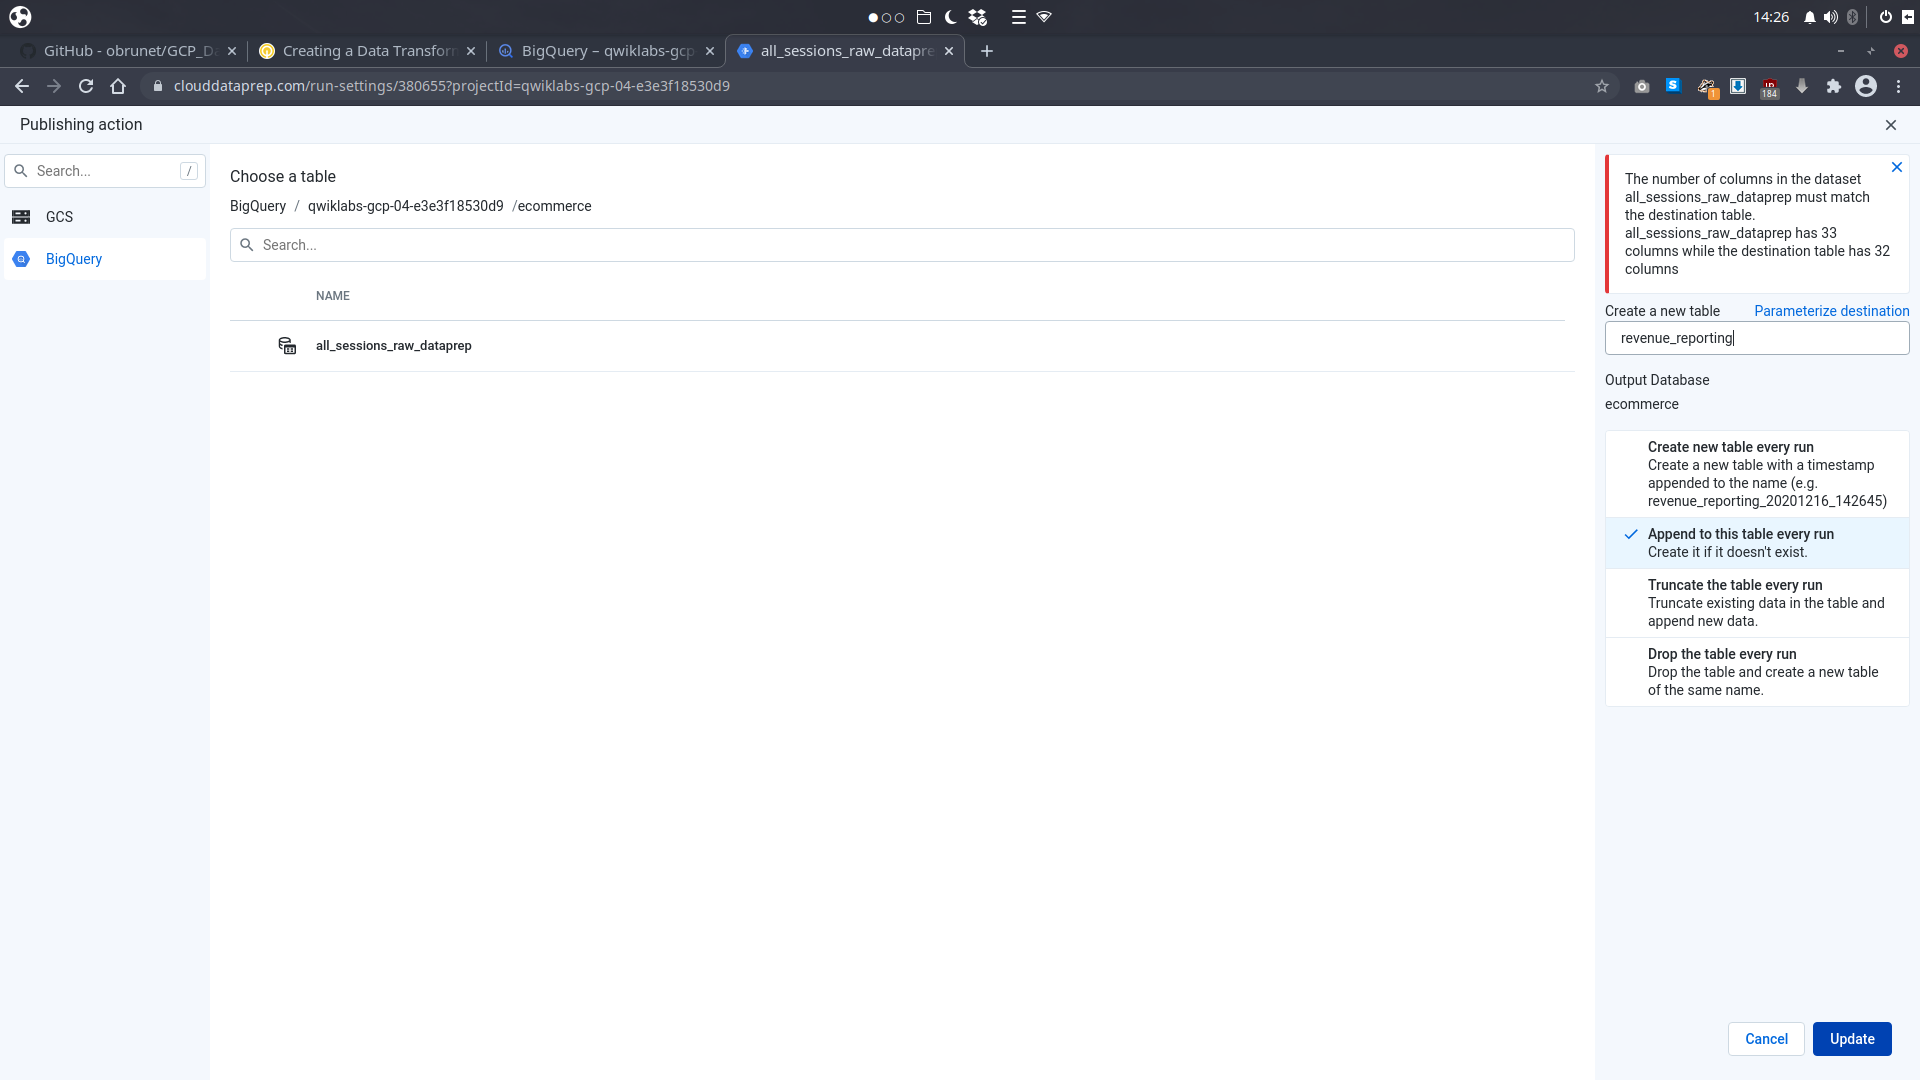 14:26
GitHub - obrunet/GCP_Da
Creating a Data Transform
BigQuery – qwiklabs-gcp
all_sessions_raw_datapre
clouddataprep.com/run-settings/380655?projectId=qwiklabs-gcp-04-e3e3f18530d9
1
184
Publishing action
Search...
/
GCS
BigQuery
Choose a table
BigQuery / qwiklabs-gcp-04-e3e3f18530d9 /ecommerce
Search...
NAME
all_sessions_raw_dataprep
The number of columns in the dataset
all_sessions_raw_dataprep must match
the destination table.
all_sessions_raw_dataprep has 33
columns while the destination table has 32
columns
Create a new table
Parameterize destination
revenue_reporting
Output Database
ecommerce
Create new table every run
Create a new table with a timestamp
appended to the name (e.g.
revenue_reporting_20201216_142645)
Append to this table every run
Create it if it doesn't exist.
Truncate the table every run
Truncate existing data in the table and
append new data.
Drop the table every run
Drop the table and create a new table
of the same name.
Cancel
Update